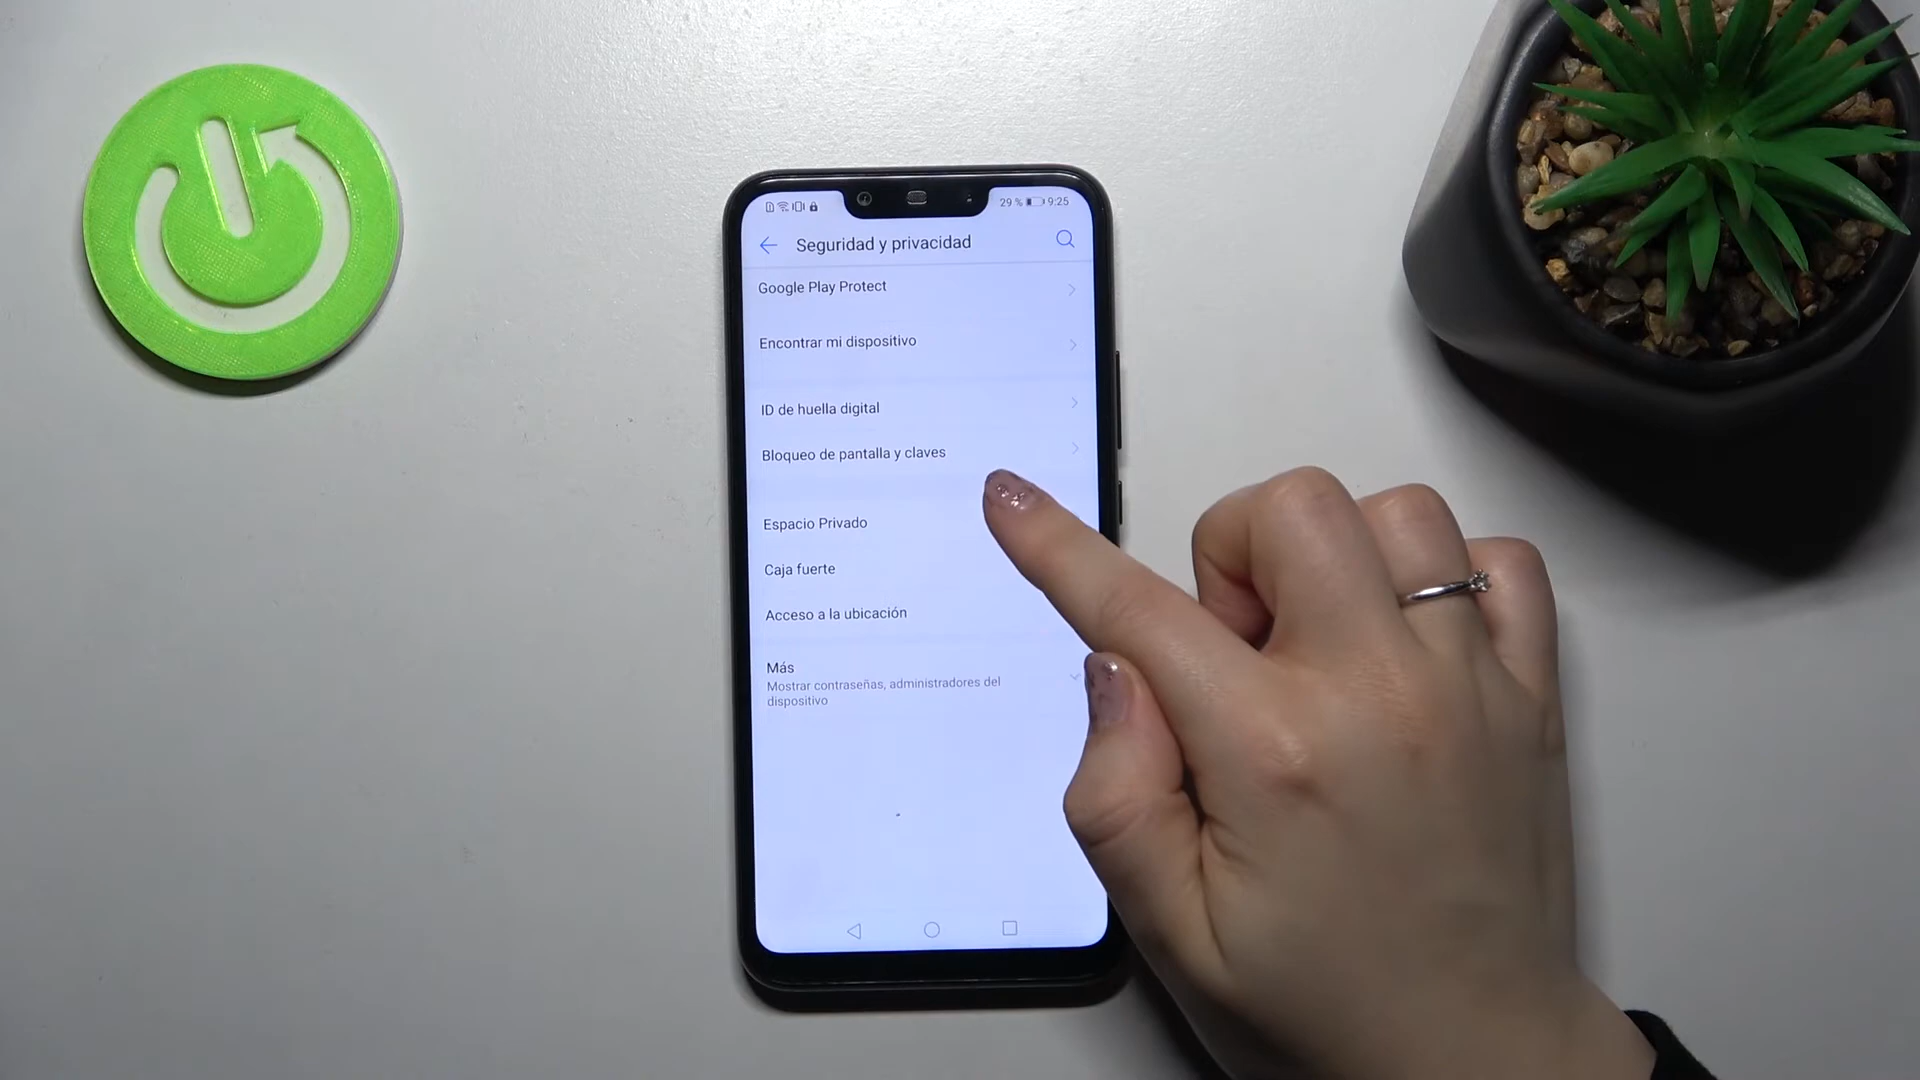 29 % 9:25
Seguridad y privacidad
Google Play Protect
Encontrar mi dispositivo
ID de huella digital
Bloqueo de pantalla y claves
Espacio Privado
Caja fuerte
Acceso a la ubicación
Más
Mostrar contraseñas, administradores del
dispositivo